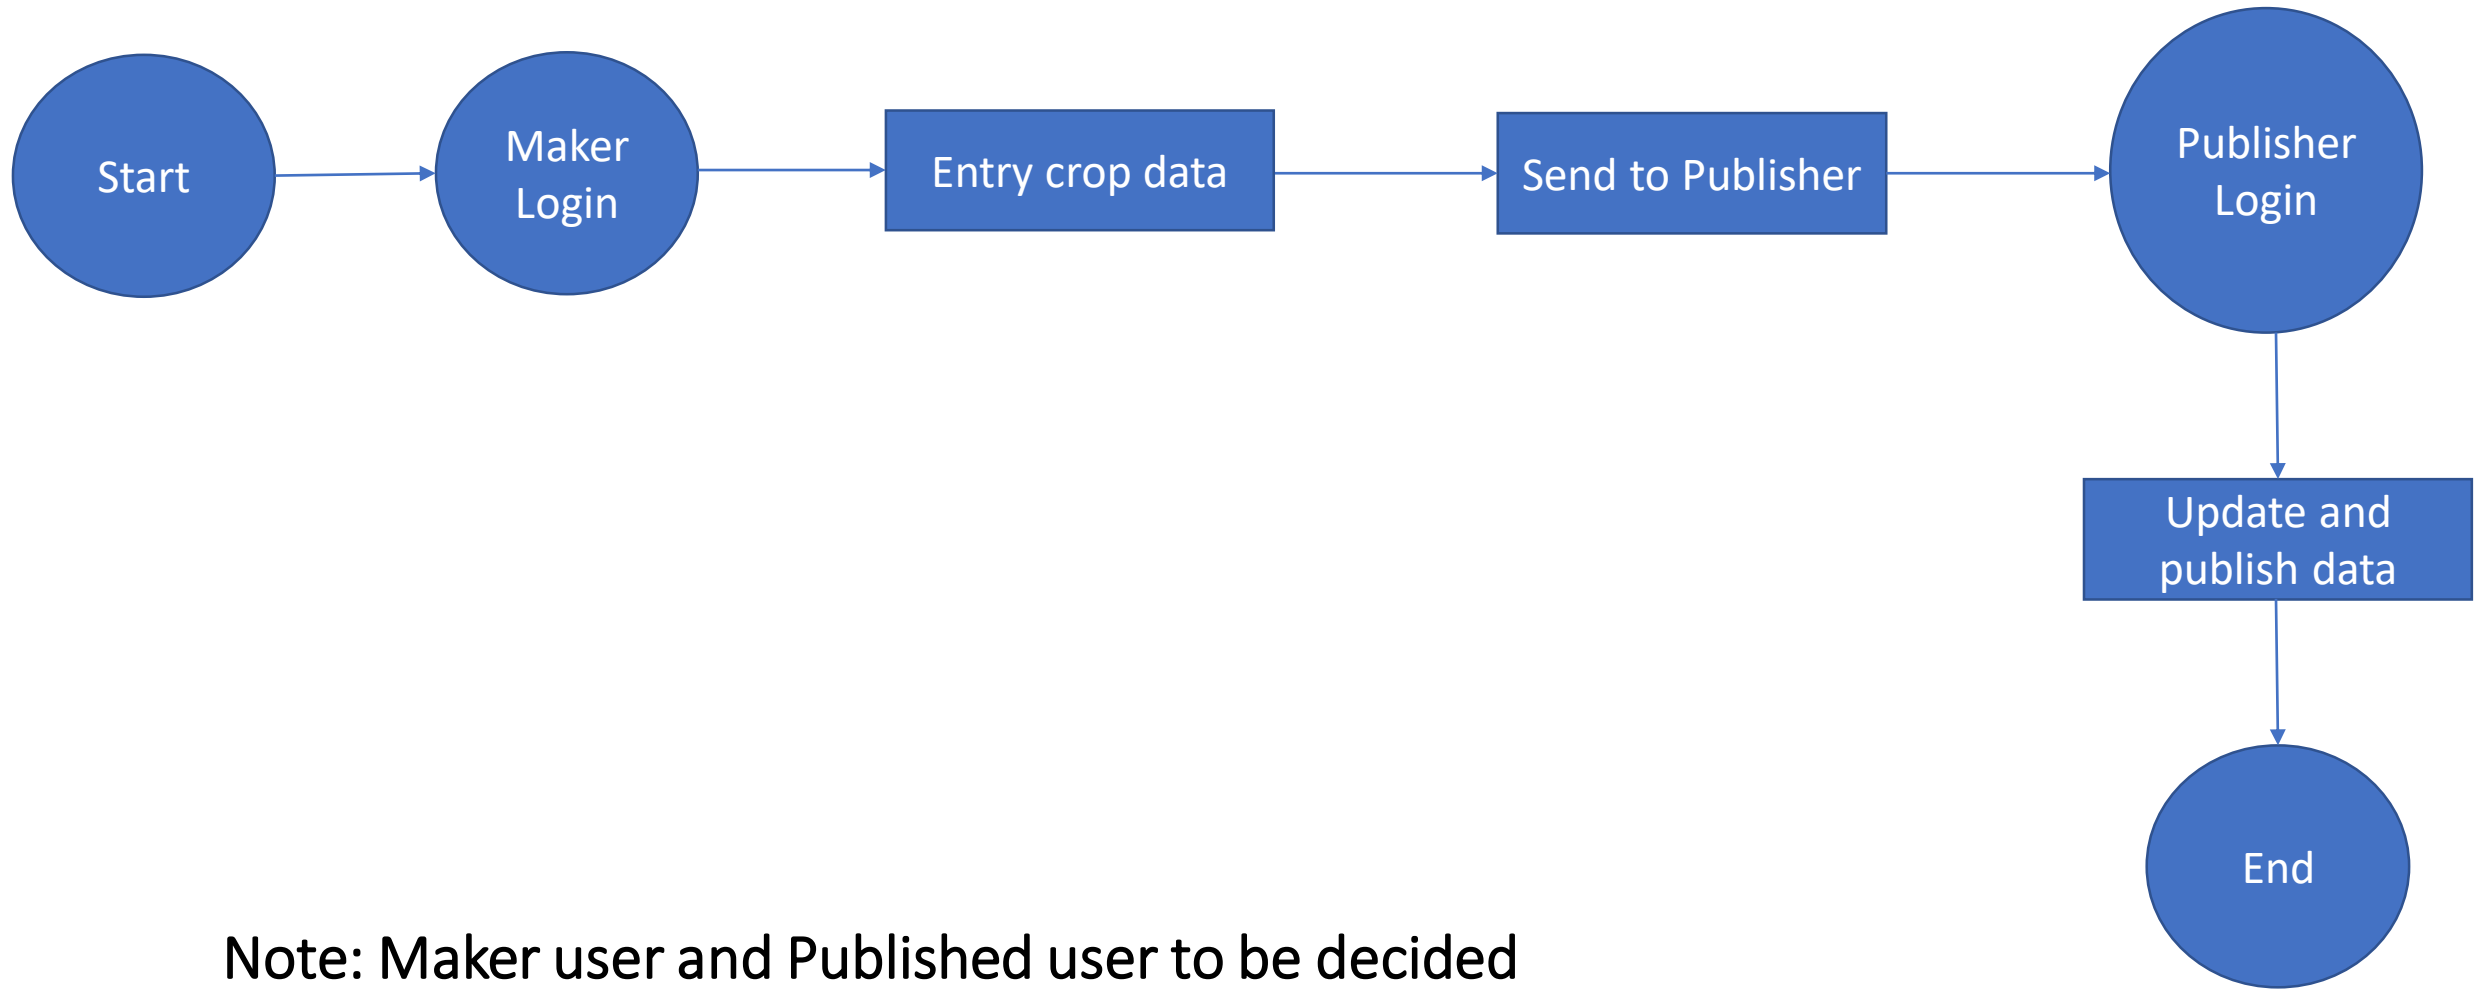 Start
Maker
Login
Entry crop data
Send to Publisher
Publisher
Login
Update and
publish data
End
Note: Maker user and Published user to be decided